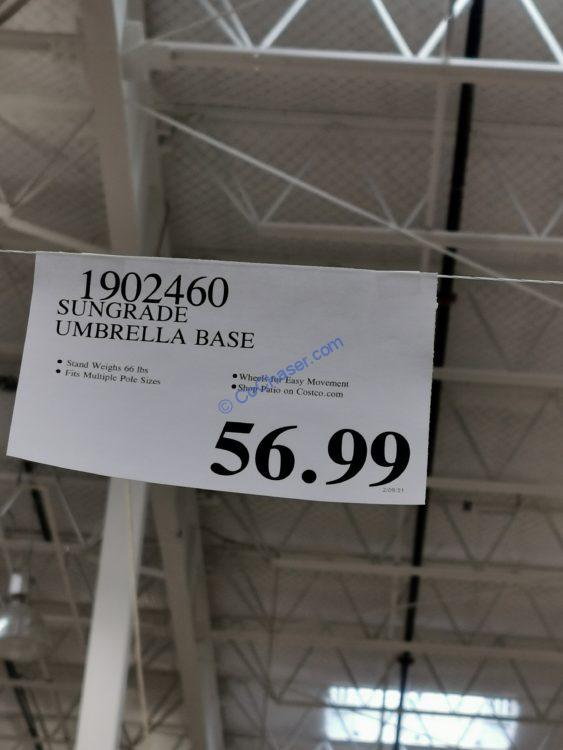 1902460
SUNGRADE
UMBRELLA BASE
• Stand Weighs 66 lbs
• Fits Multiple Pole Sizes
• Wheels for Easy Movement
• Shop Patio on Costco.com
56.99